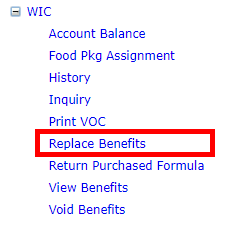 WIC
Account Balance
Food Pkg Assignment
History
Inquiry
Print VOC
Replace Benefits
Return Purchased Formula
View Benefits
Void Benefits